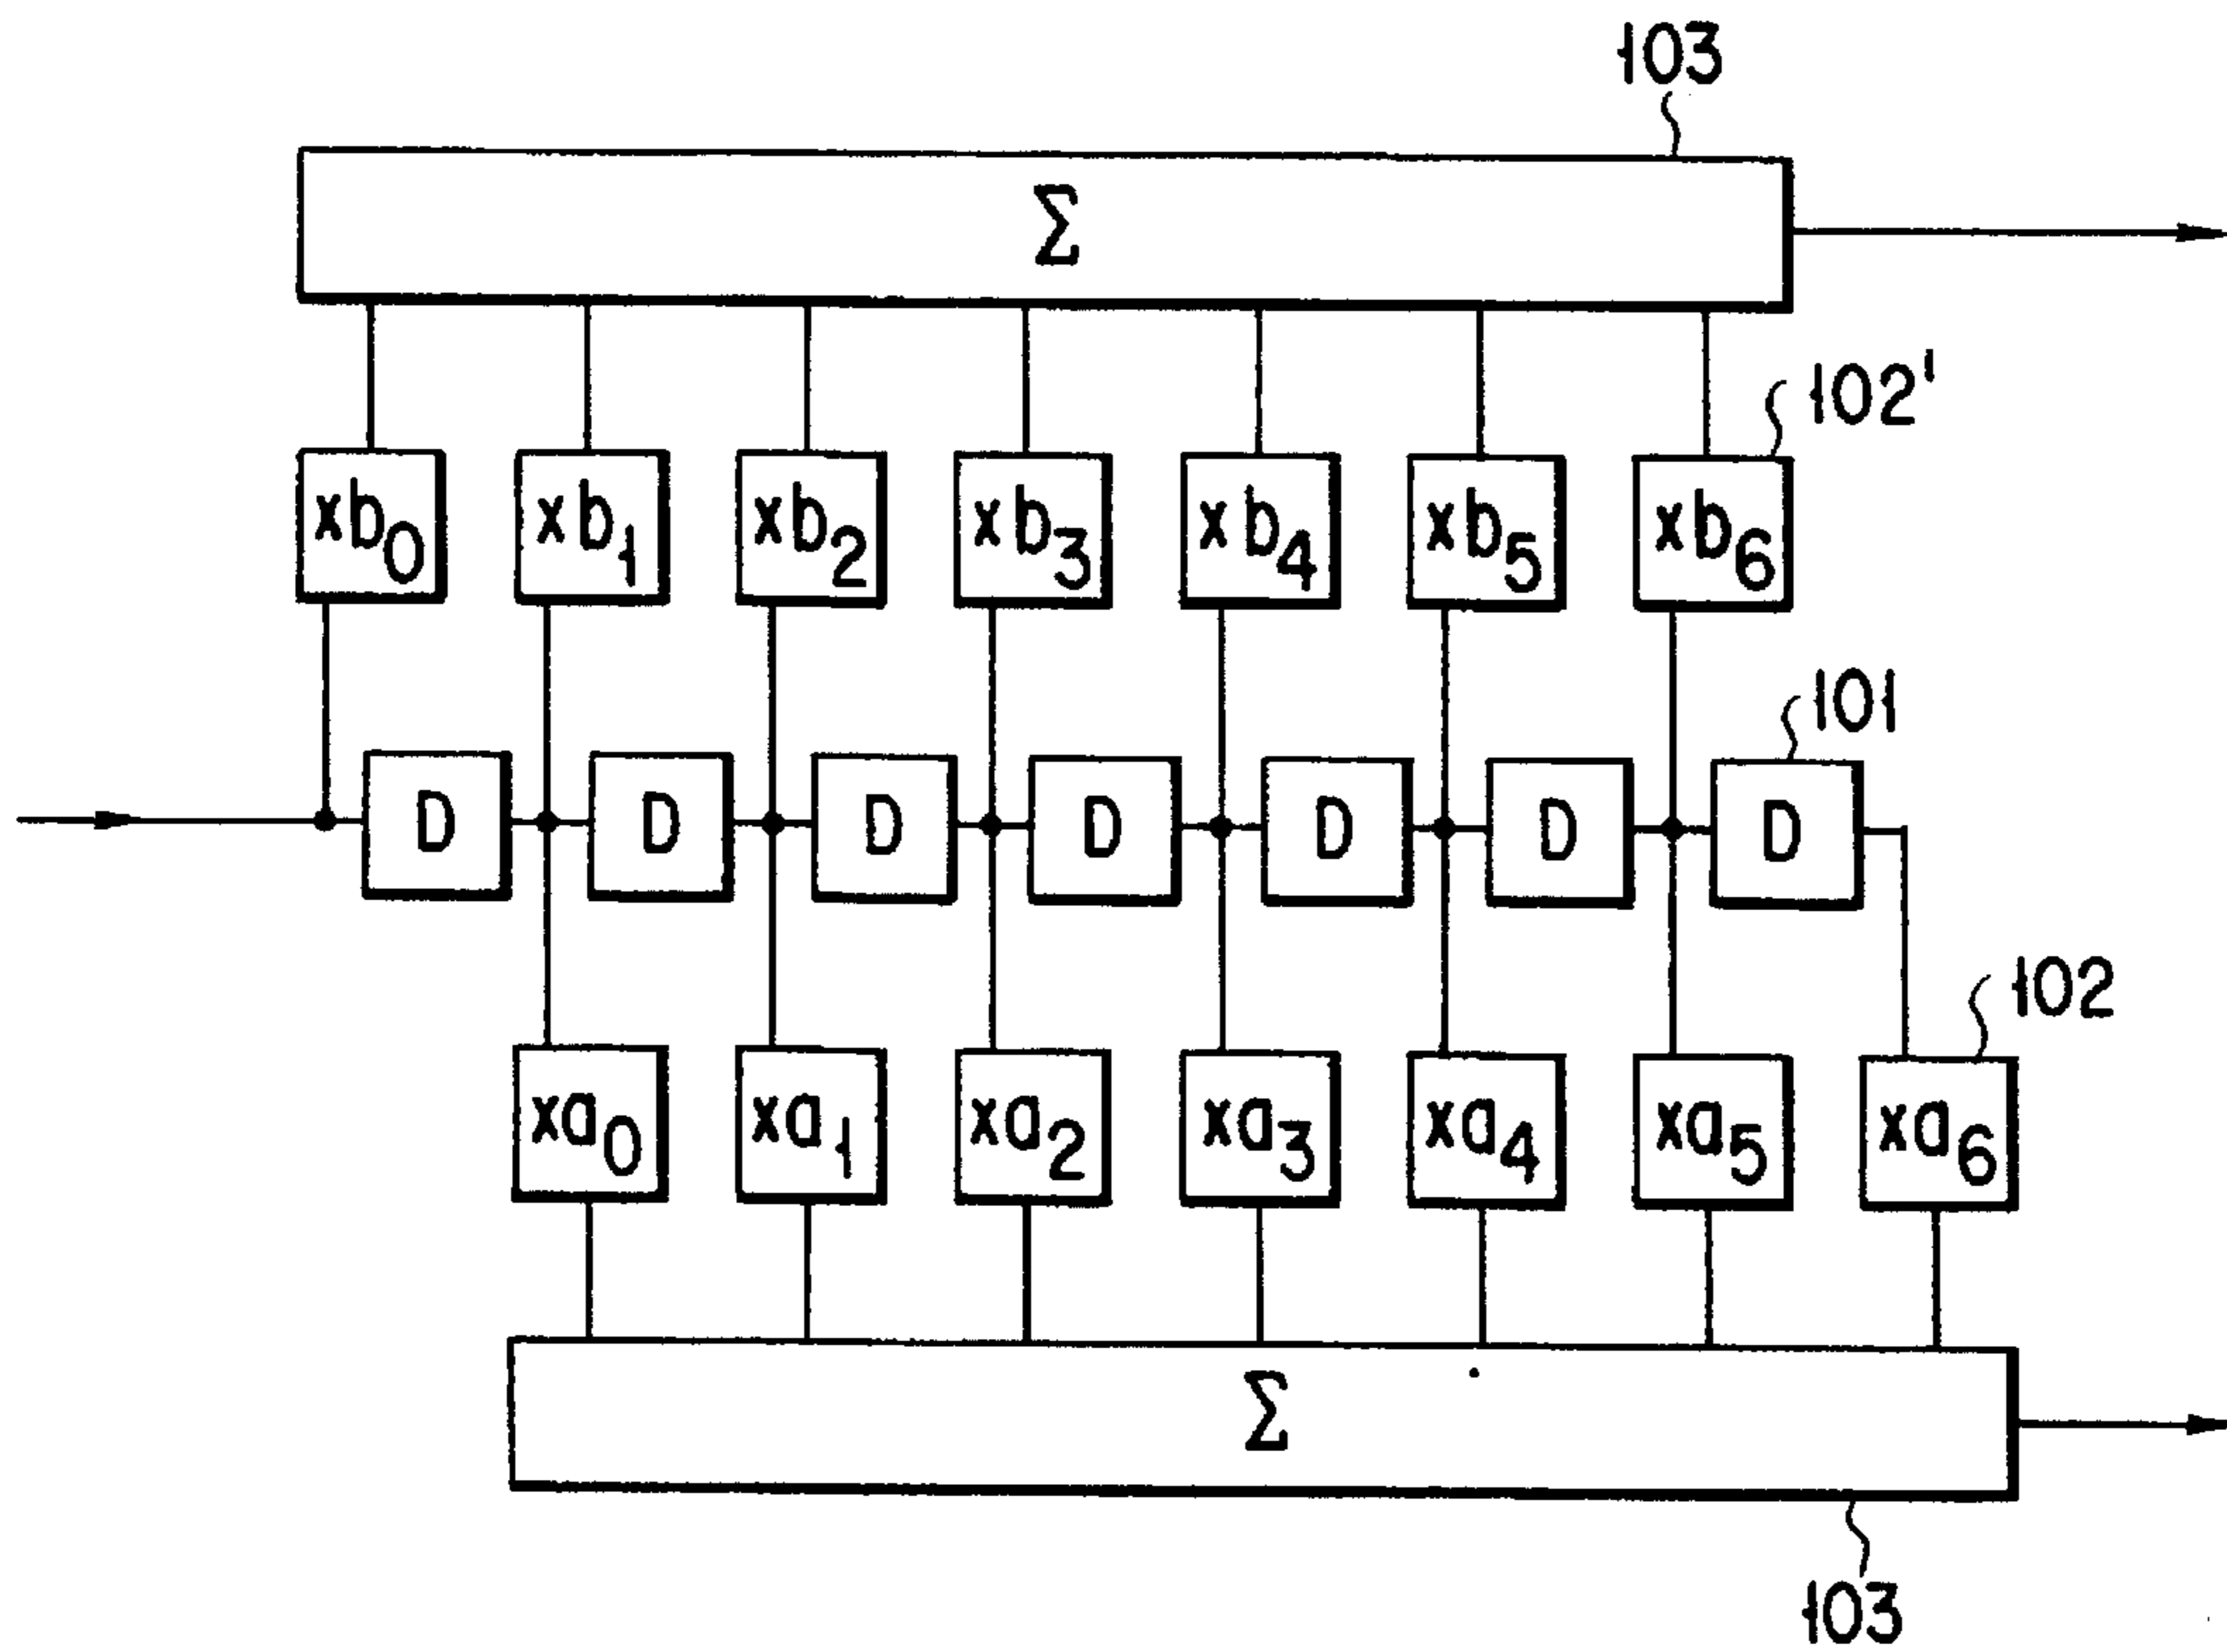 103
Σ
102'
xb0 xb1 xb2 xb3 xb4 xb5 xb6
101
D D D D D D D
102
xa0 xa1 xa2 xa3 xa4 xa5 xa6
Σ
103